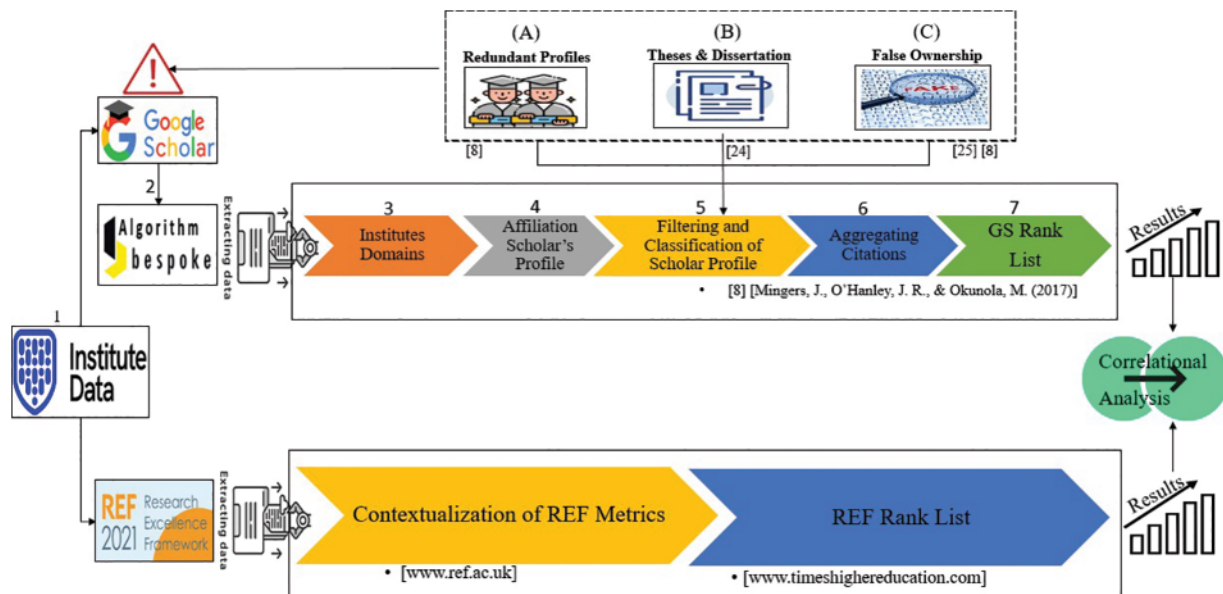 (A)
Redundant Profiles
(B)
Theses & Dissertation
(C)
False Ownership
FAKE
[8]
[24]
[25] [8]
Google
Scholar
2
Algorithm
bespoke
Extracting data
3
Institutes
Domains
4
Affiliation
Scholar's
Profile
5
Filtering and
Classification of
Scholar Profile
6
Aggregating
Citations
7
GS Rank
List
• [8] [Mingers, J., O'Hanley, J. R., & Okunola, M. (2017)]
Results
1
Institute
Data
Correlational
Analysis
REF
2021
Research
Excellence
Framework
Extracting data
Contextualization of REF Metrics
• [www.ref.ac.uk]
REF Rank List
• [www.timeshighereducation.com]
Results